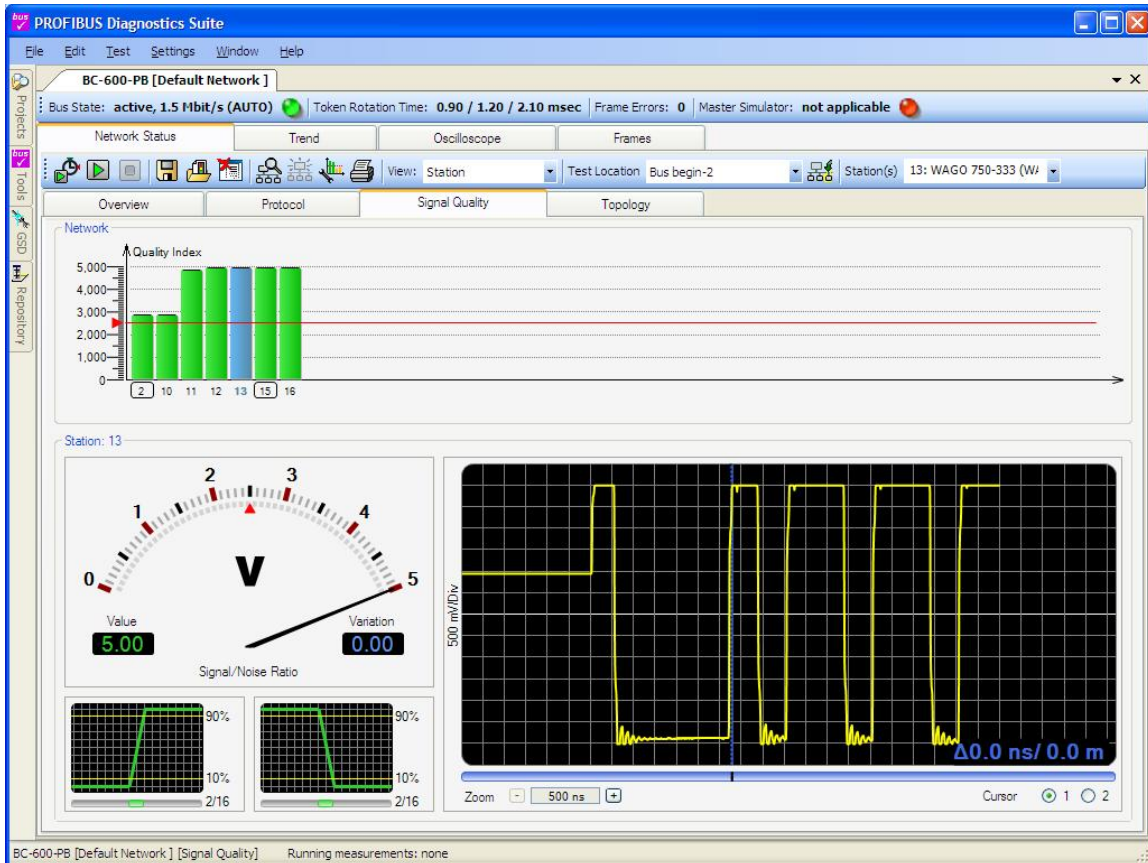 PROFIBUS Diagnostics Suite
File Edit Test Settings Window Help
BC-600-PB [Default Network ]
Bus State: active, 1.5 Mbit/s (AUTO) Token Rotation Time: 0.90 / 1.20 / 2.10 msec Frame Errors: 0 Master Simulator: not applicable
Projects
Tools
GSD
Repository
Network Status Trend Oscilloscope Frames
View: Station Test Location Bus begin-2 Station(s) 13: WAGO 750-333 (W
Overview Protocol Signal Quality Topology
Network
Quality Index
5,000
4,000
3,000
2,000
1,000
0
2 10 11 12 13 15 16
Station: 13
0 1 2 3 4 5
V
Value Variation
5.00 0.00
Signal/Noise Ratio
90% 90%
10% 10%
2/16 2/16
500 mV/Div
Δ0.0 ns/ 0.0 m
Zoom - 500 ns + Cursor 1 2
BC-600-PB [Default Network ] [Signal Quality] Running measurements: none